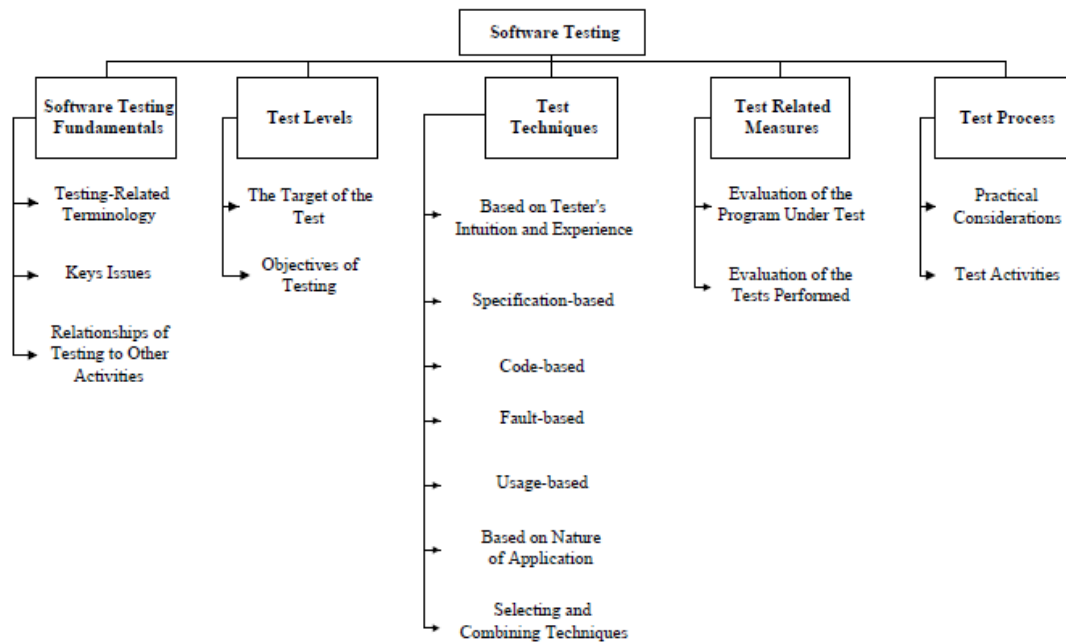 Software Testing
Software Testing
Fundamentals
Testing-Related
Terminology
Keys Issues
Relationships of
Testing to Other
Activities
Test Levels
The Target of the
Test
Objectives of
Testing
Test
Techniques
Based on Tester's
Intuition and Experience
Specification-based
Code-based
Fault-based
Usage-based
Based on Nature
of Application
Selecting and
Combining Techniques
Test Related
Measures
Evaluation of the
Program Under Test
Evaluation of the
Tests Performed
Test Process
Practical
Considerations
Test Activities